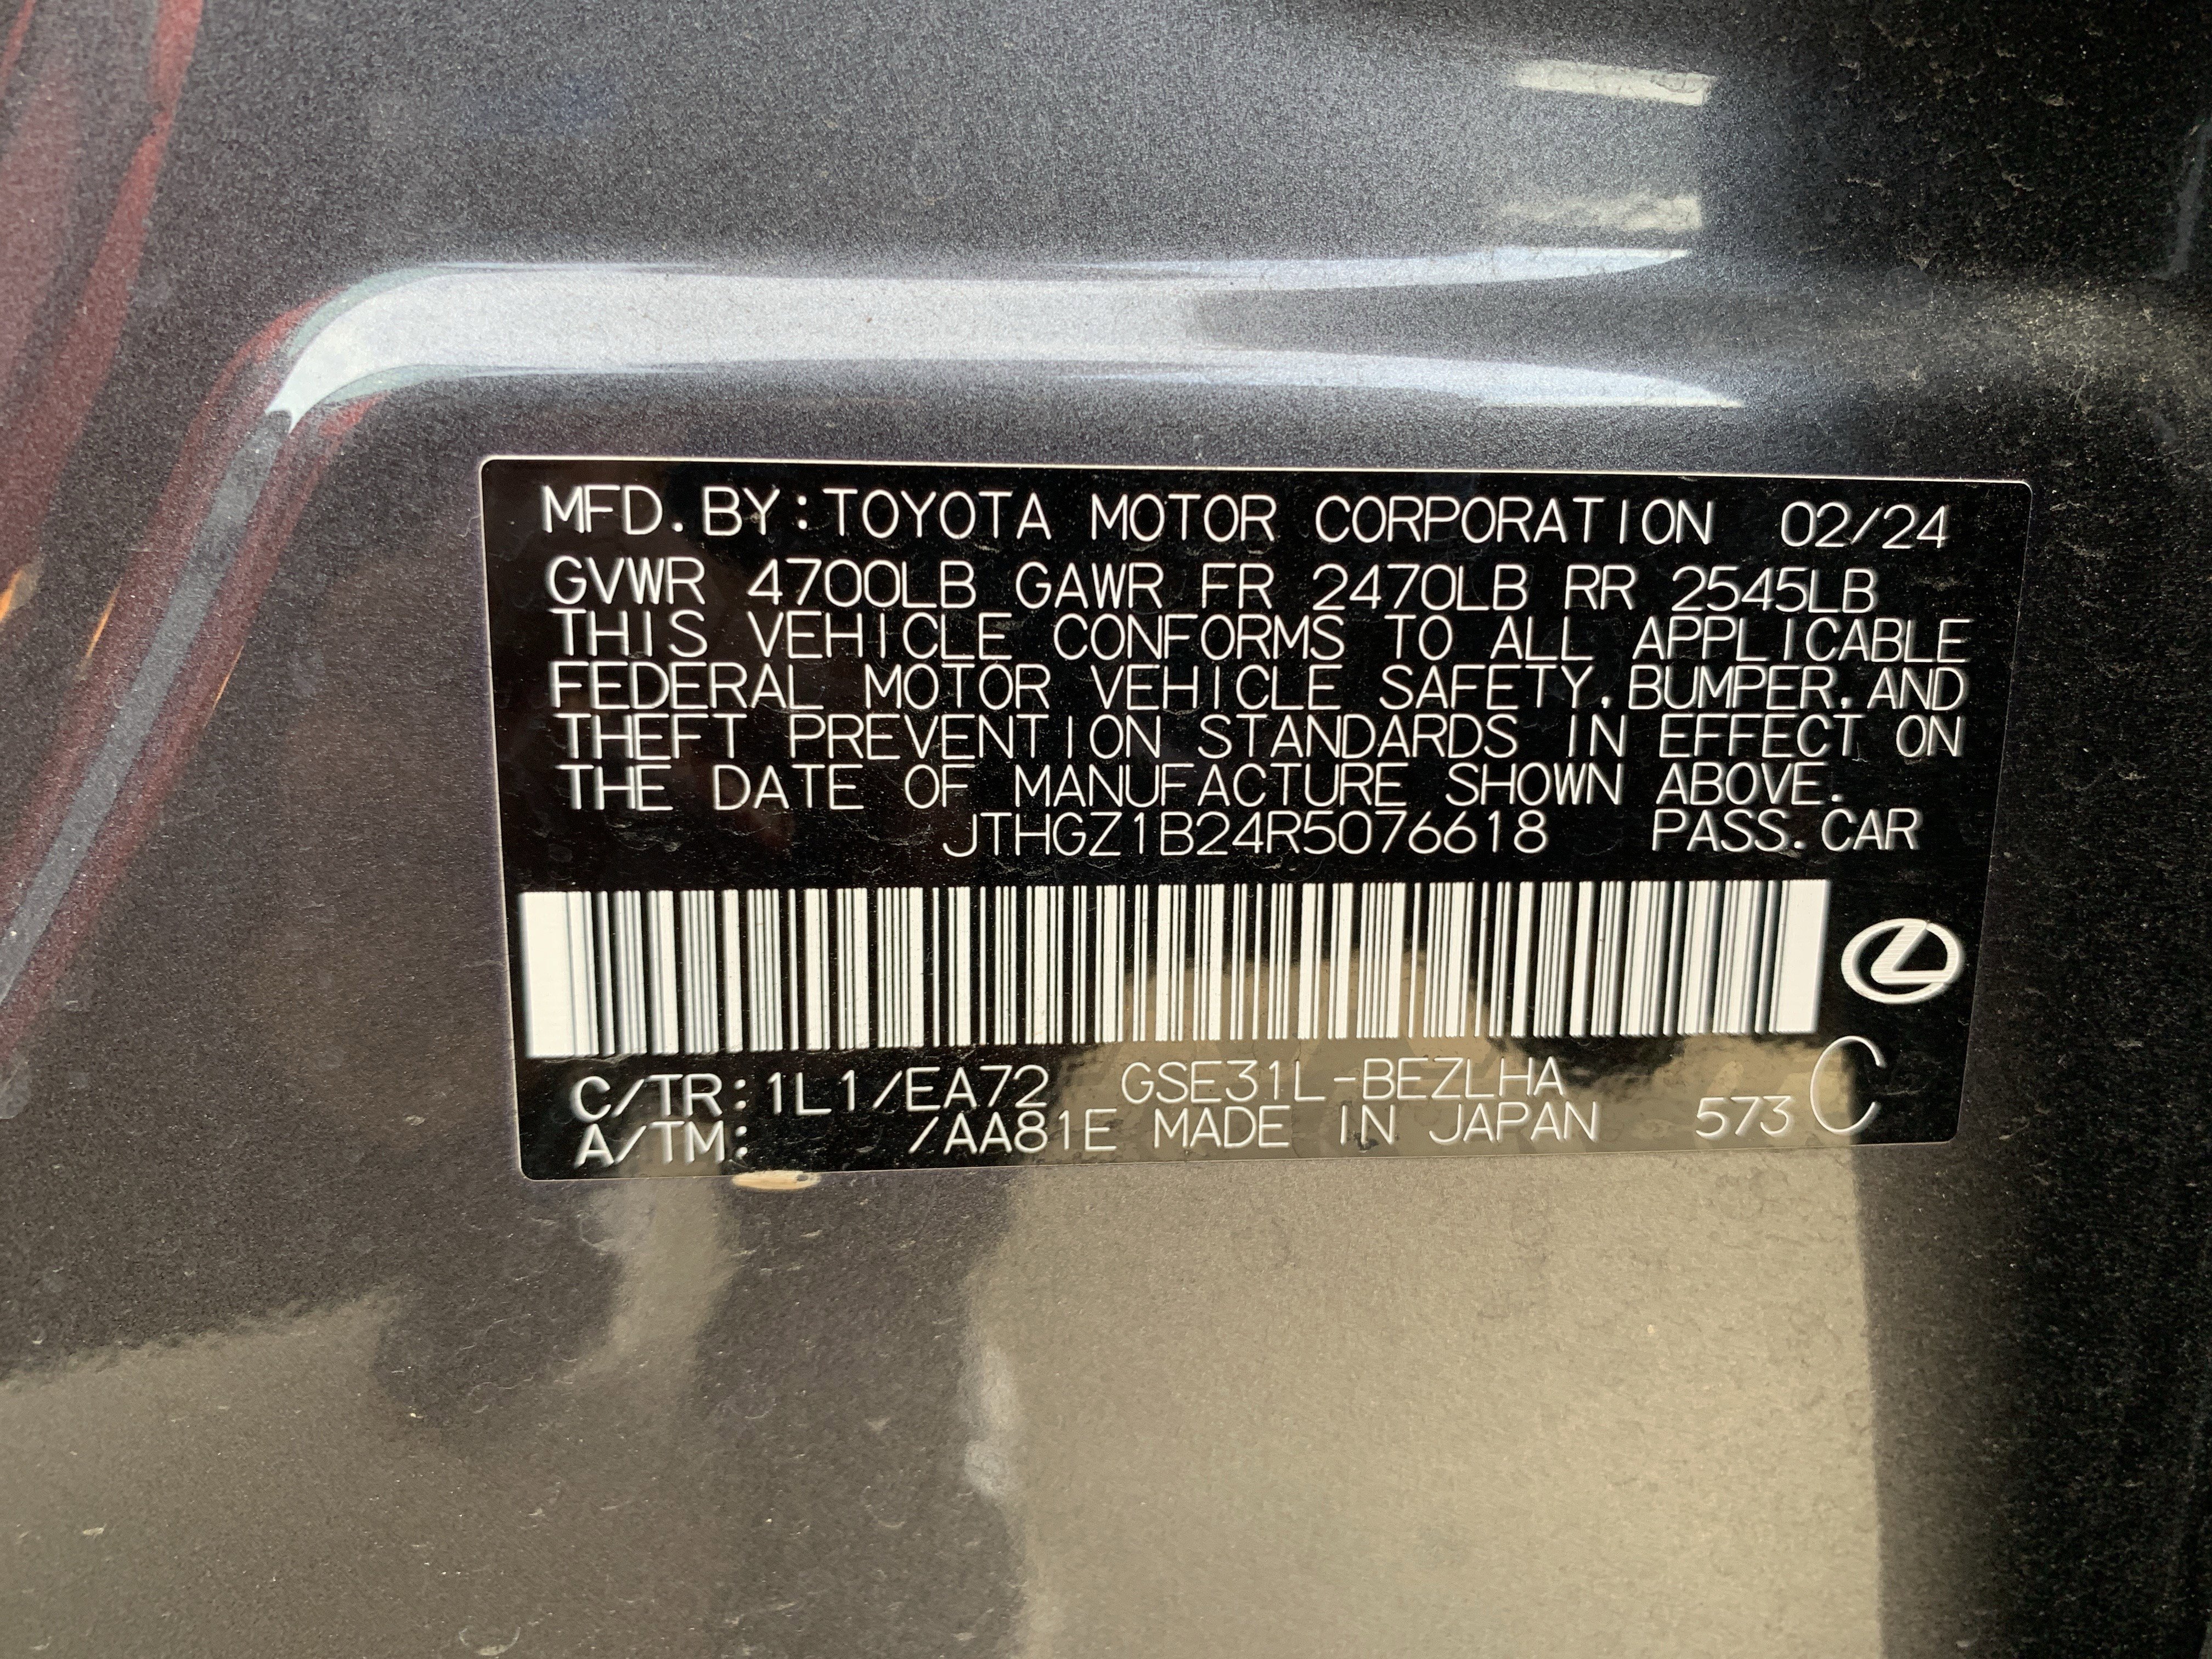 MFD. BY:TOYOTA MOTOR CORPORATION 02/24
GVWR 4700LB GAWR FR 2470LB RR 2545LB
THIS VEHICLE CONFORMS TO ALL APPLICABLE
FEDERAL MOTOR VEHICLE SAFETY,BUMPER,AND
THEFT PREVENTION STANDARDS IN EFFECT ON
THE DATE OF MANUFACTURE SHOWN ABOVE.
JTHGZ1B24R5076618 PASS.CAR
C/TR:1L1/EA72 GSE31L-BEZLHA
A/TM: /AA81E MADE IN JAPAN 573 C